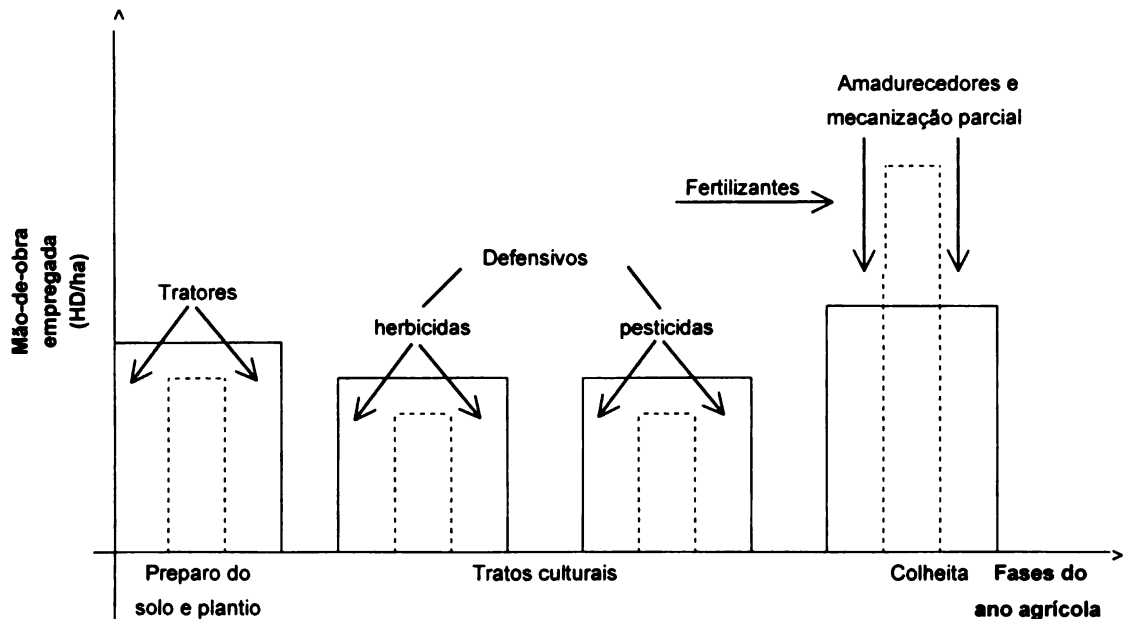 Amadurecedores e
mecanização parcial
Fertilizantes
Mão-de-obra
empregada
(HD/ha)
Defensivos
Tratores
herbicidas
pesticidas
Preparo do
solo e plantio
Tratos culturais
Colheita
Fases do
ano agrícola